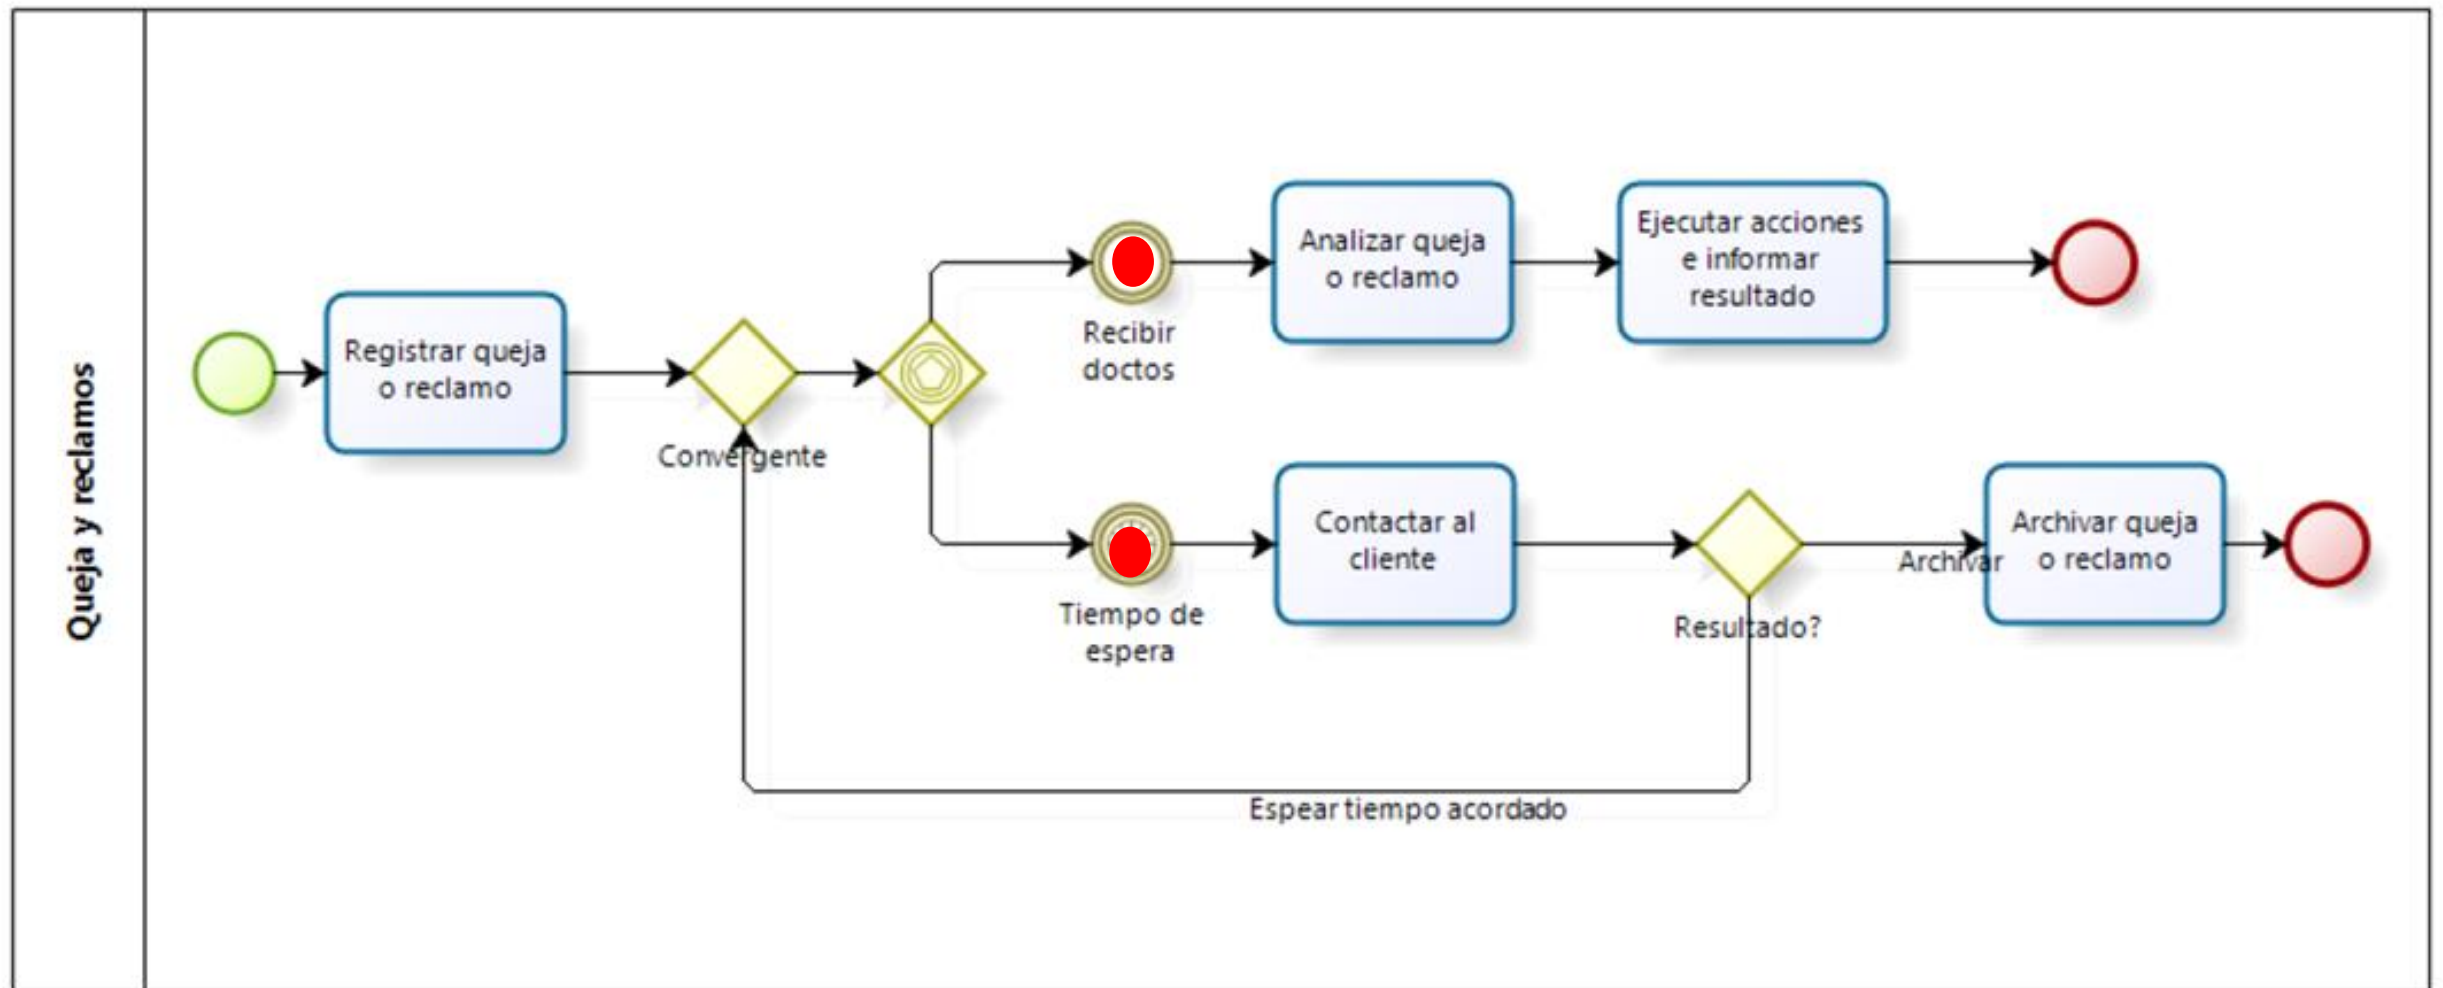 Queja y reclamos
Registrar queja
o reclamo
Convergente
Recibir
doctos
Analizar queja
o reclamo
Ejecutar acciones
e informar
resultado
Tiempo de
espera
Contactar al
cliente
Resultado?
Archivar
Archivar queja
o reclamo
Espear tiempo acordado